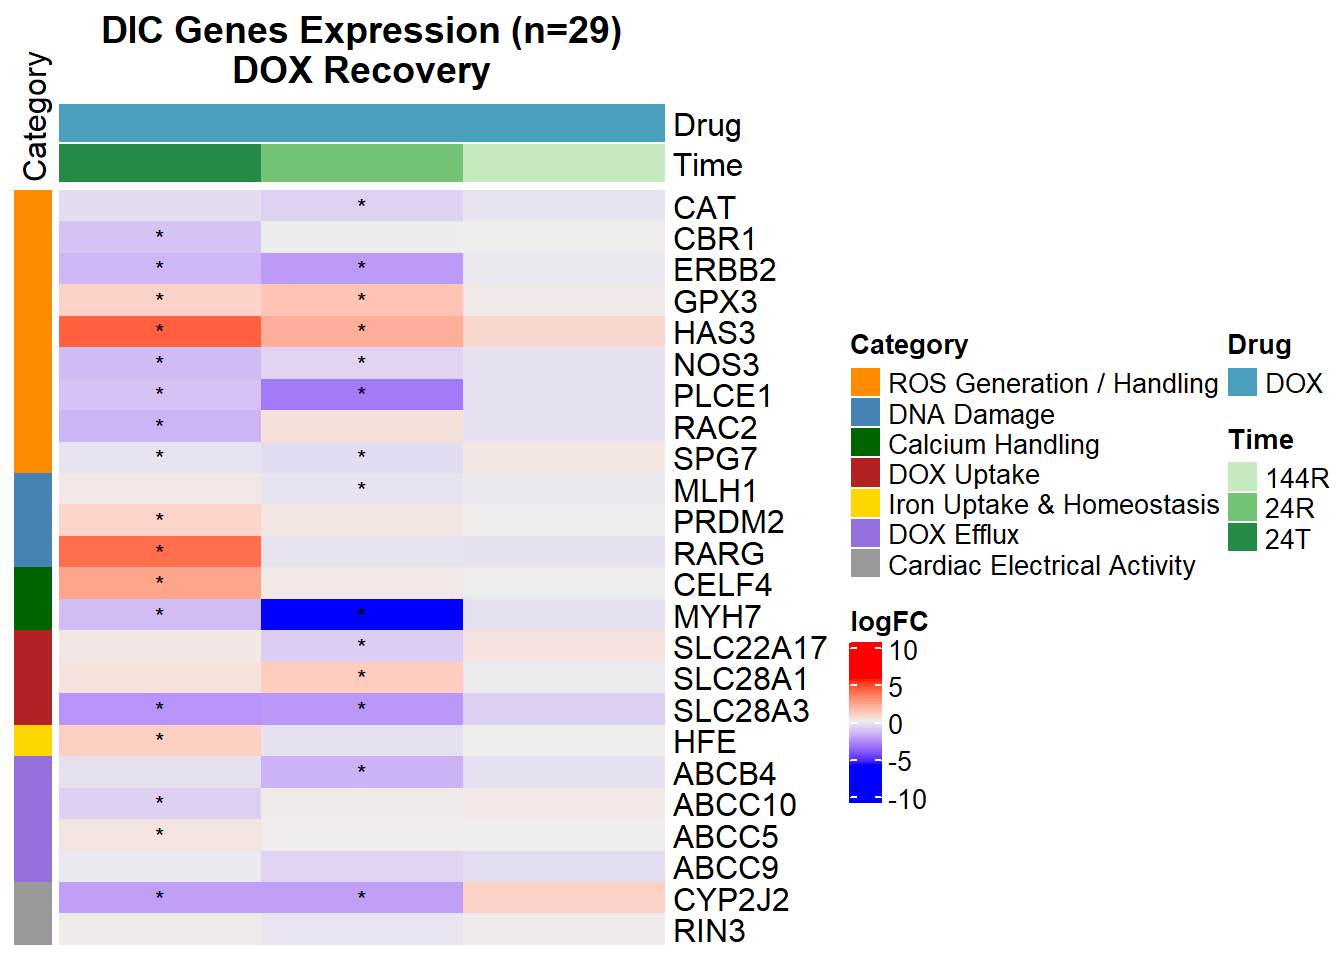 DIC Genes Expression (n=29)
DOX Recovery
Category
Drug
Time
* CAT
* CBR1
* * ERBB2
* * GPX3
* * HAS3
* * NOS3
* * PLCE1
* RAC2
* * SPG7
* MLH1
* PRDM2
* RARG
* CELF4
* * MYH7
* SLC22A17
* SLC28A1
* * SLC28A3
* HFE
* ABCB4
* ABCC10
* ABCC5
ABCC9
* * CYP2J2
RIN3
Category
ROS Generation / Handling
DNA Damage
Calcium Handling
DOX Uptake
Iron Uptake & Homeostasis
DOX Efflux
Cardiac Electrical Activity
Drug
DOX
Time
144R
24R
24T
logFC
10
5
0
-5
-10